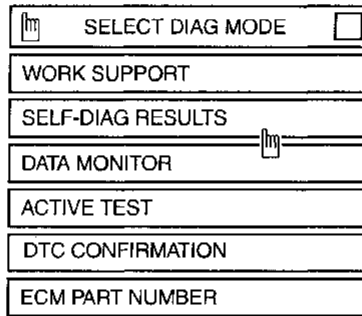 SELECT DIAG MODE
WORK SUPPORT
SELF-DIAG RESULTS
DATA MONITOR
ACTIVE TEST
DTC CONFIRMATION
ECM PART NUMBER